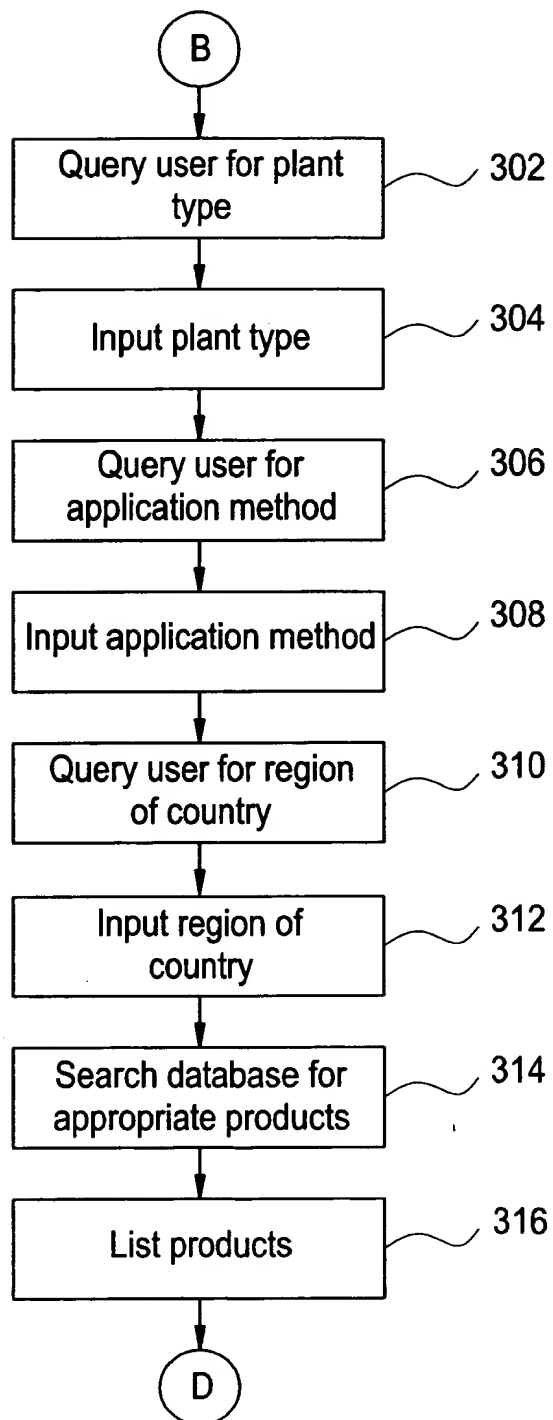 B
Query user for plant
type
302
Input plant type
304
Query user for
application method
306
Input application method
308
Query user for region
of country
310
Input region of
country
312
Search database for
appropriate products
314
List products
316
D